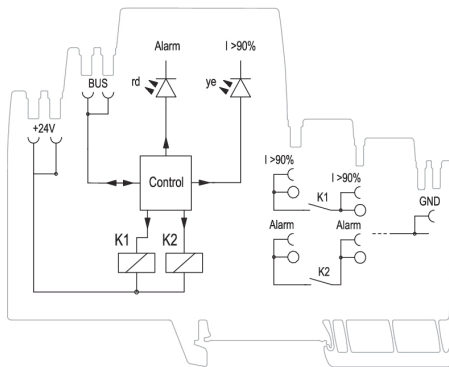 Alarm
I >90%
BUS
rd
ye
+24V
Control
K1
K2
I >90%
I >90%
K1
GND
Alarm
Alarm
K2